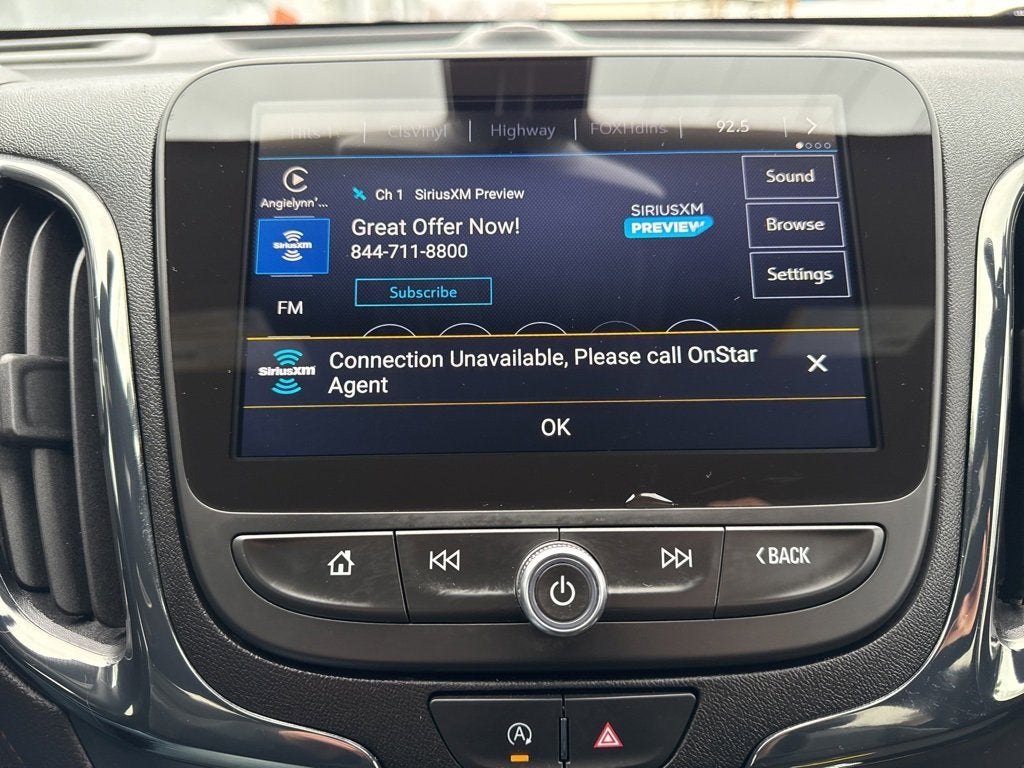 Hits 1
ClsVinyl
Highway
FOXHdlns
92.5
Angielynn'...
Ch 1 SiriusXM Preview
SIRIUSXM
PREVIEW
Sound
Great Offer Now!
844-711-8800
SiriusXM
Browse
Settings
Subscribe
FM
SiriusXM
Connection Unavailable, Please call OnStar
Agent
X
OK
BACK
A